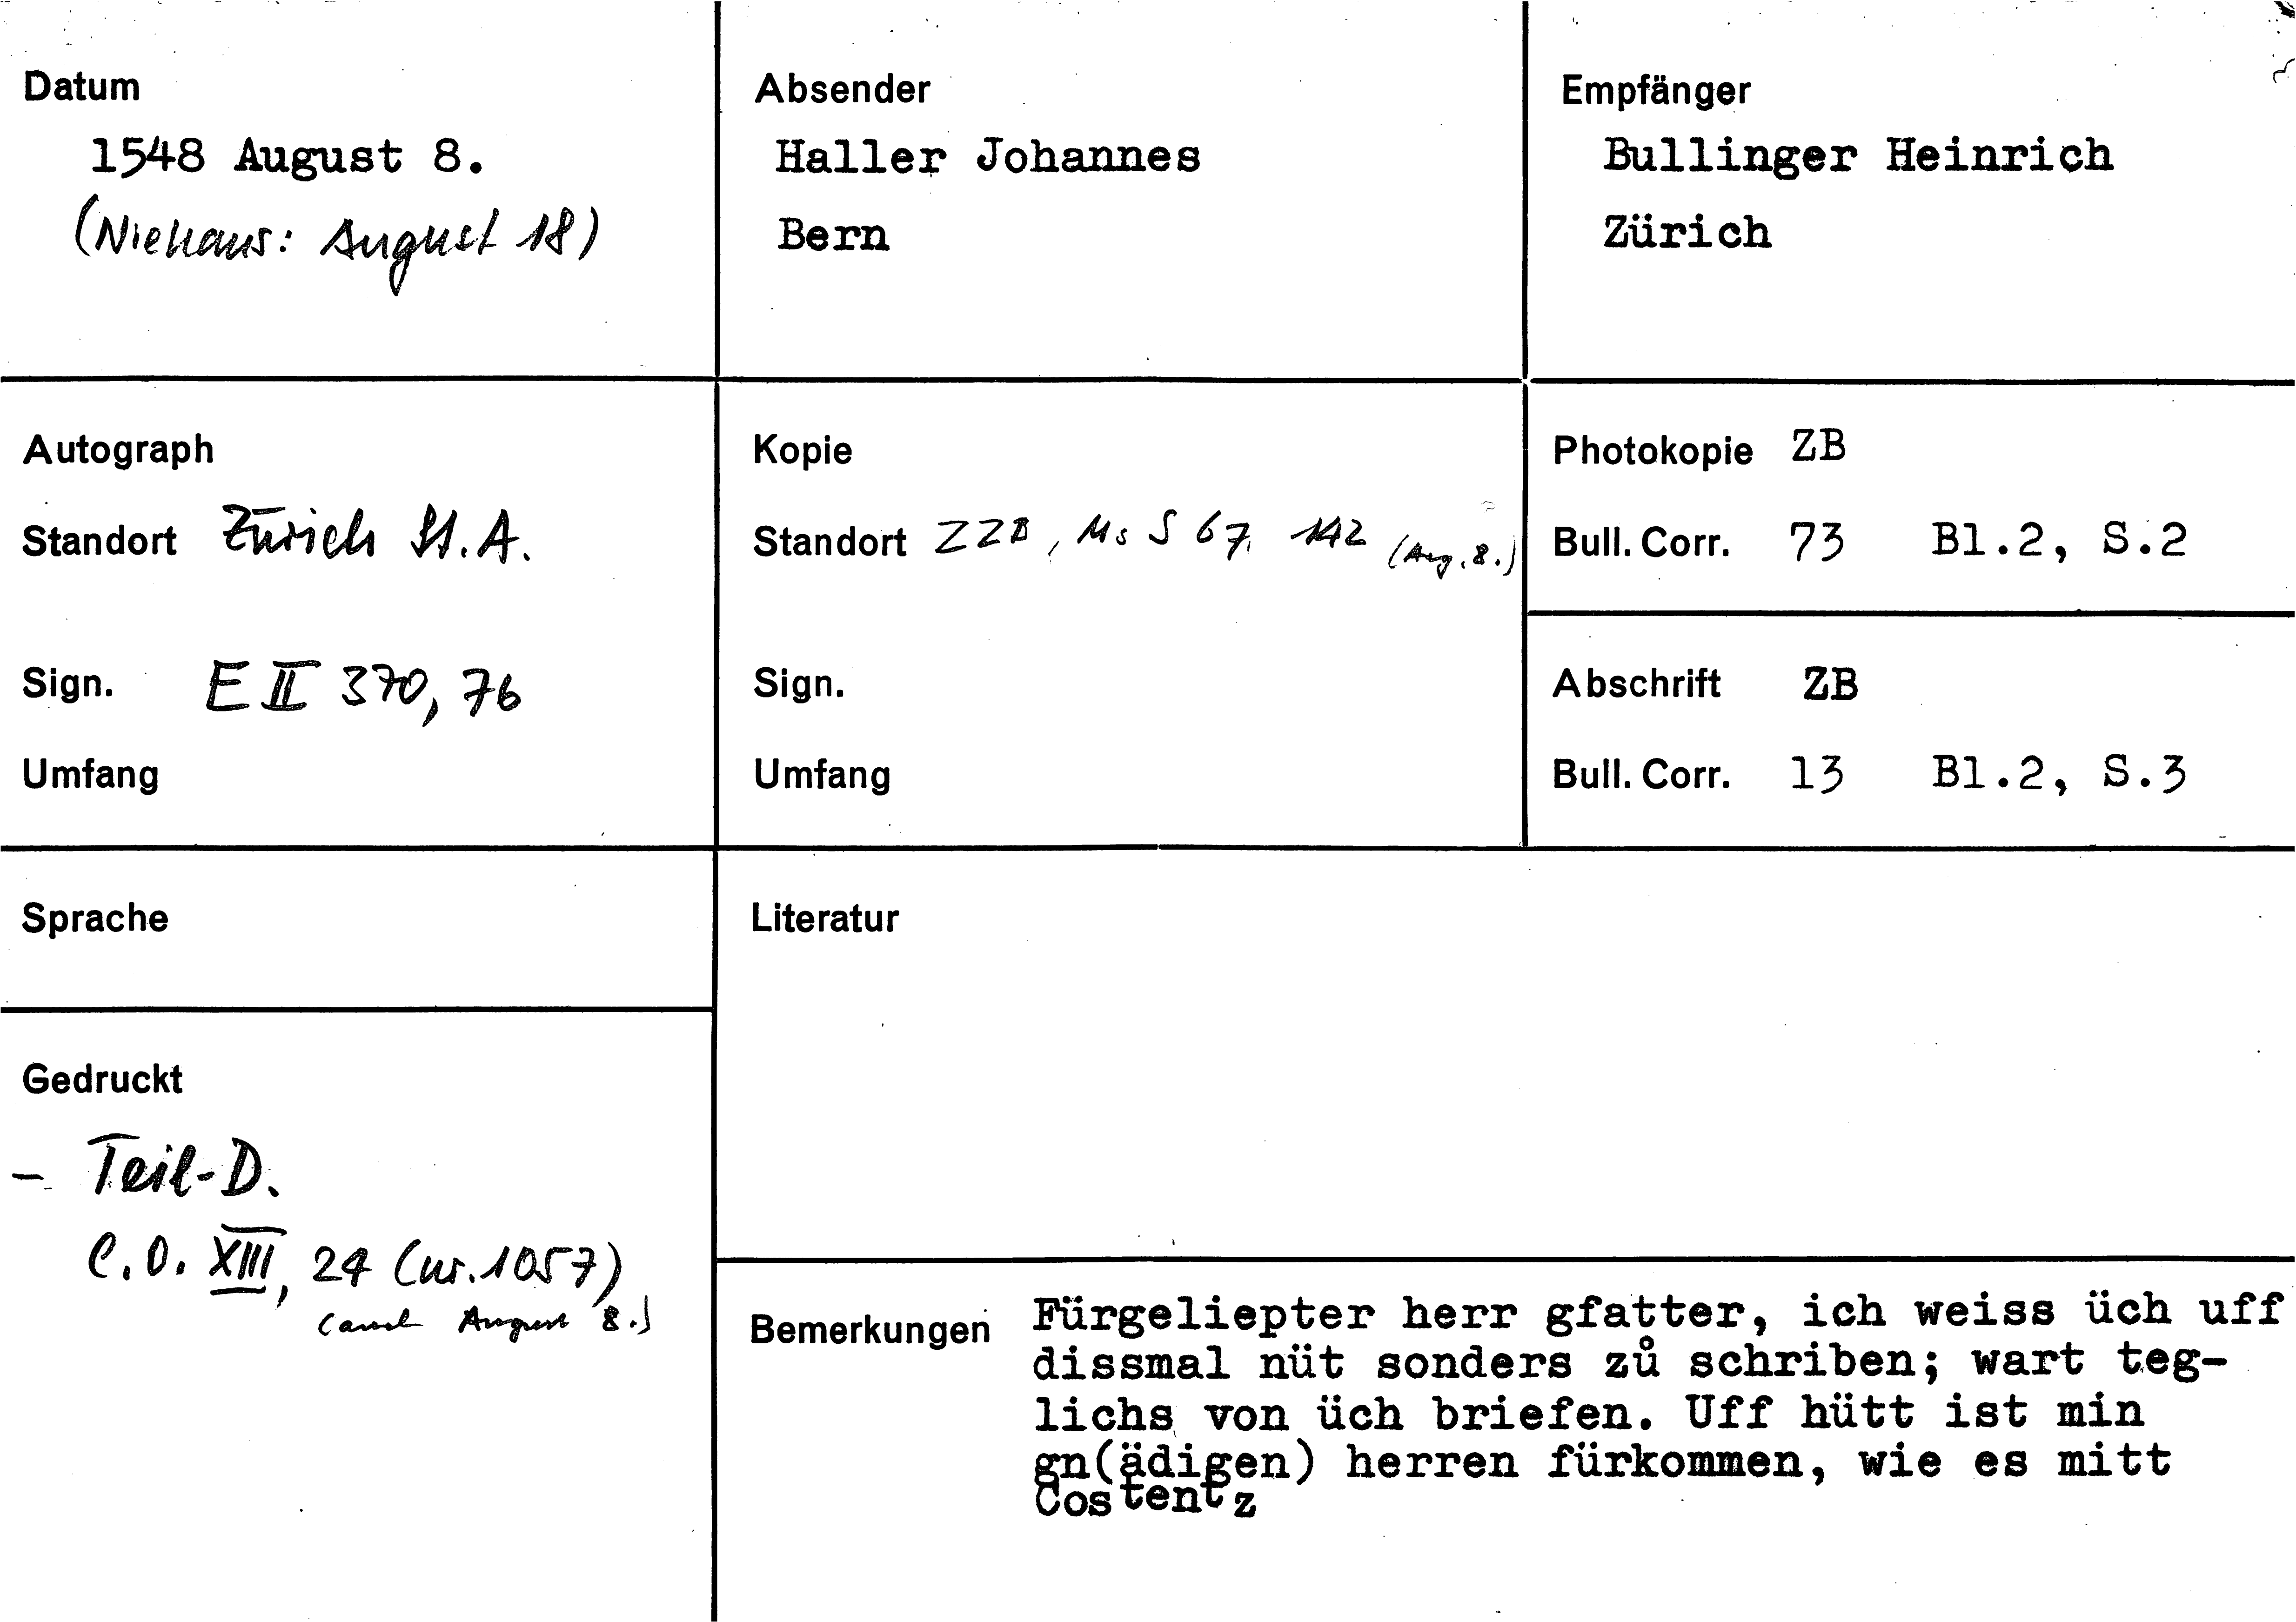 Datum
1548 August 8.
(Niehaus: August 18)
Absender
Haller Johannes
Bern
Empfänger
Bullinger Heinrich
Zürich
Autograph
Standort Zürich St.A.
Sign. E II 370, 76
Umfang
Kopie
Standort ZZB, Ms S 67, 142 (Aug. 8.)
Sign.
Umfang
Photokopie ZB
Bull. Corr. 73 Bl.2, S.2
Abschrift ZB
Bull. Corr. 13 Bl.2, S.3
Sprache
Literatur
Gedruckt
- Teil-D.
C.O. XIII, 24 (nr. 1057)
(auch August 8.)
Bemerkungen
Fürgeliepter herr gfatter, ich weiss üch uff
dissmal nüt sonders zů schriben; wart teg-
lichs von üch briefen. Uff hütt ist min
gn(ädigen) herren fürkommen, wie es mitt
Costentz